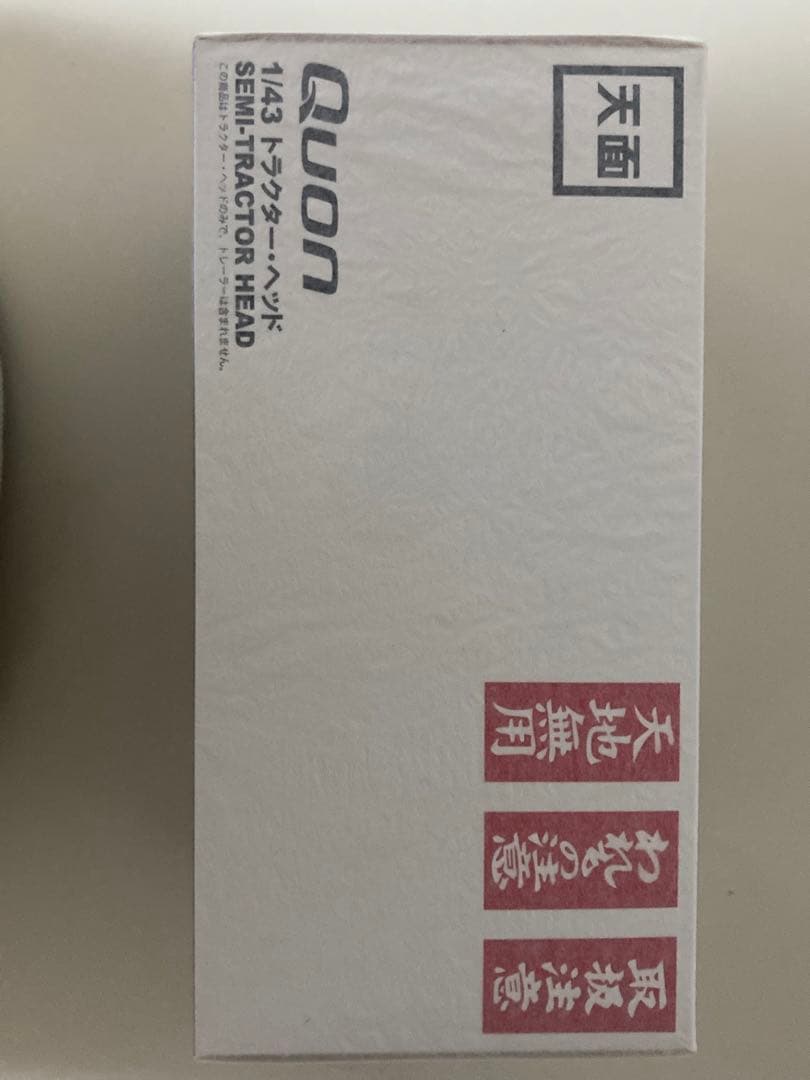 天面
Quon
1/43 トラクター・ヘッド
SEMI-TRACTOR HEAD
この商品はトラクター・ヘッドのみで、トレーラーは含まれません。
天地無用
われもの注意
取扱注意